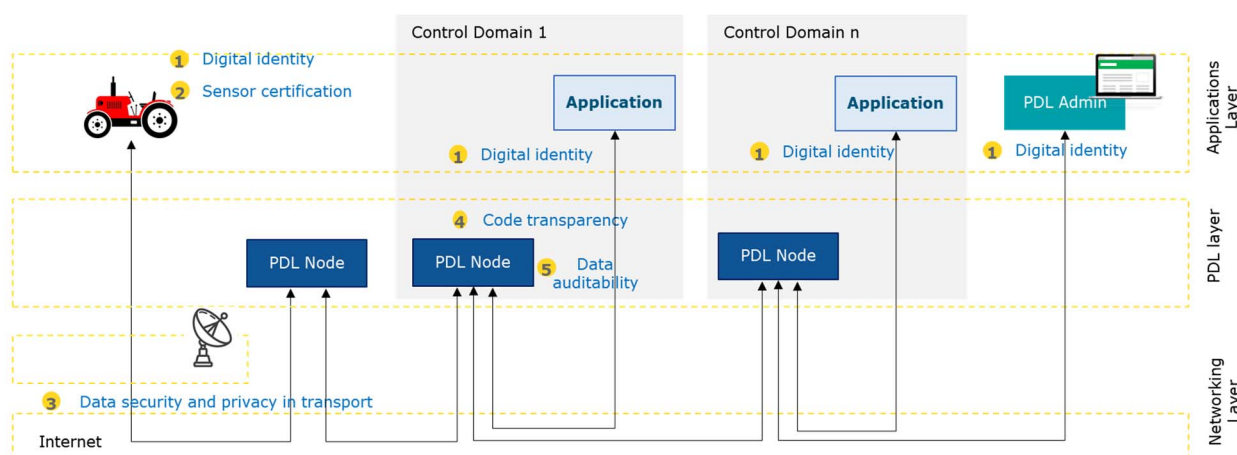 Control Domain 1
Control Domain n
1 Digital identity
2 Sensor certification
Application
Application
PDL Admin
1 Digital identity
1 Digital identity
1 Digital identity
Applications
Layer
4 Code transparency
PDL Node
PDL Node
5 Data
auditability
PDL Node
PDL layer
3 Data security and privacy in transport
Internet
Networking
Layer